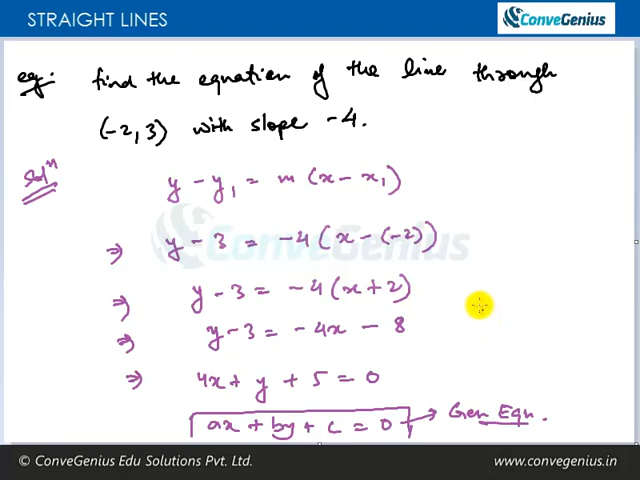 STRAIGHT LINES
ConveGenius
eg: find the equation of the line through
(-2, 3) with slope -4.
Solⁿ
y - y₁ = m (x - x₁)
⇒ y - 3 = -4 (x - (-2))
⇒ y - 3 = -4 (x + 2)
⇒ y - 3 = -4x - 8
⇒ 4x + y + 5 = 0
ax + by + c = 0 → Gen Eqn.
ConveGenius
© ConveGenius Edu Solutions Pvt. Ltd. www.convegenius.in